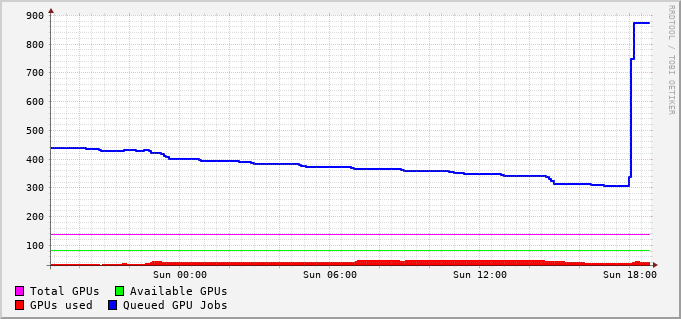 RRDTOOL / TOBI OETIKER
900
800
700
600
500
400
300
200
100
Sun 00:00 Sun 06:00 Sun 12:00 Sun 18:00
Total GPUs Available GPUs
GPUs used Queued GPU Jobs